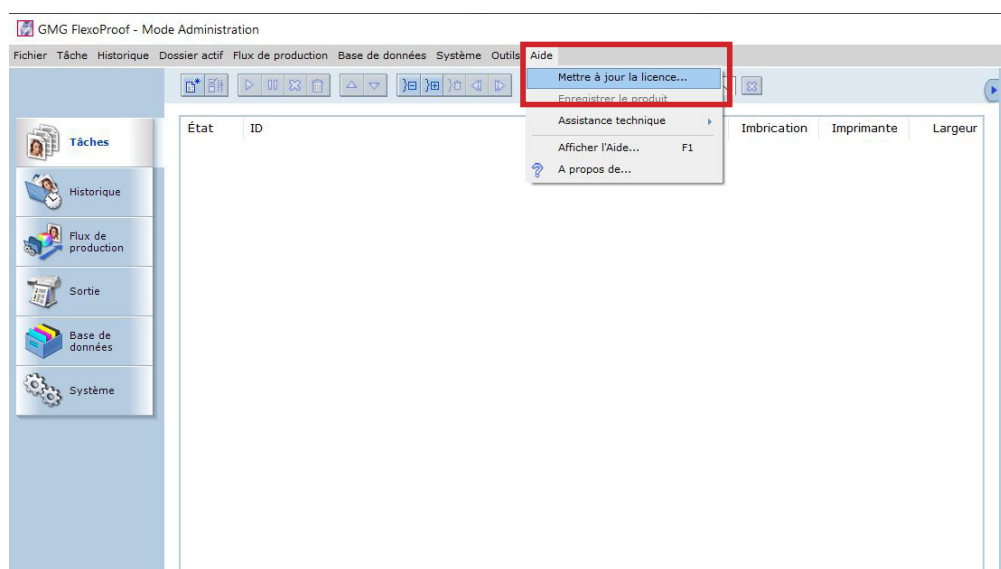 GMG FlexoProof - Mode Administration
Fichier Tâche Historique Dossier actif Flux de production Base de données Système Outils Aide
Mettre à jour la licence...
Enregistrer le produit
Assistance technique
Afficher l'Aide... F1
A propos de...
État ID Imbrication Imprimante Largeur
Tâches
Historique
Flux de
production
Sortie
Base de
données
Système